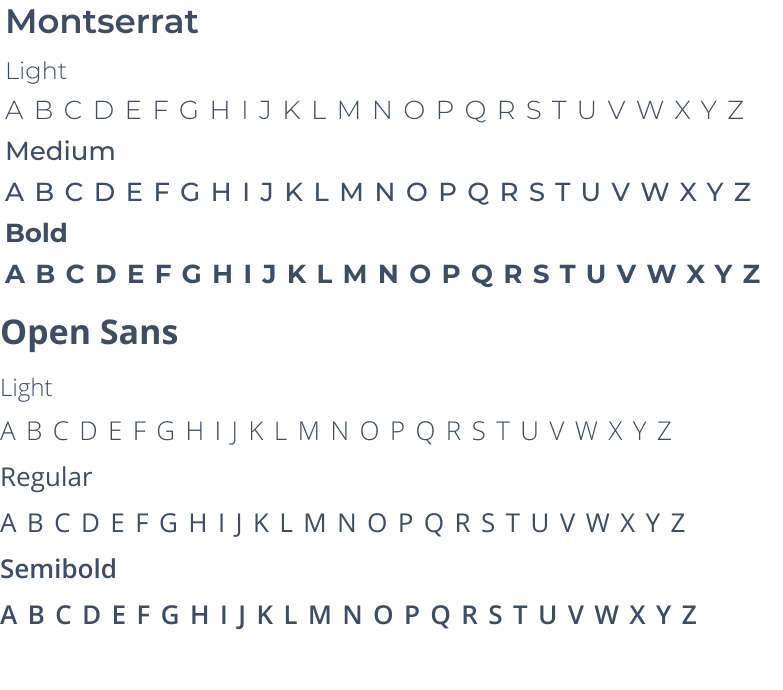 Montserrat
Light
A B C D E F G H I J K L M N O P Q R S T U V W X Y Z
Medium
A B C D E F G H I J K L M N O P Q R S T U V W X Y Z
Bold
A B C D E F G H I J K L M N O P Q R S T U V W X Y Z
Open Sans
Light
A B C D E F G H I J K L M N O P Q R S T U V W X Y Z
Regular
A B C D E F G H I J K L M N O P Q R S T U V W X Y Z
Semibold
A B C D E F G H I J K L M N O P Q R S T U V W X Y Z